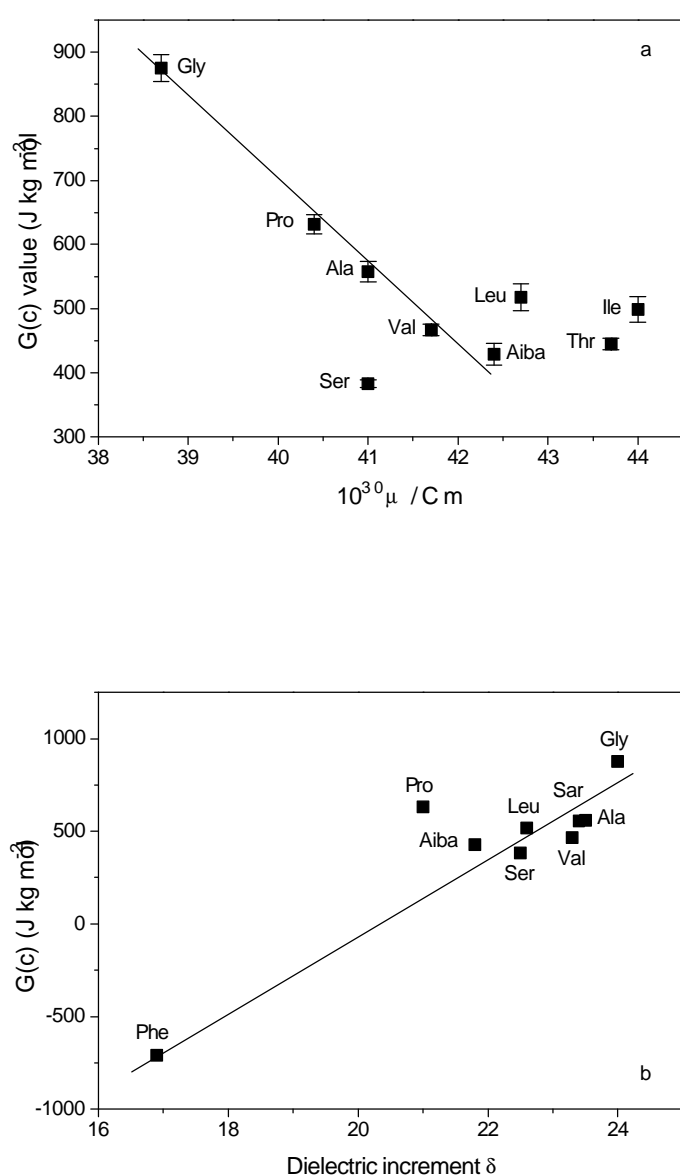 a
900
800
700
600
500
400
300
G(c) value (J kg mol⁻²)
Gly
Pro
Ala
Val
Ser
Leu
Aiba
Thr
Ile
38 39 40 41 42 43 44
10³⁰μ / C m
1000
500
0
-500
-1000
G(c) (J kg mol⁻²)
Gly
Pro
Sar
Leu
Ala
Aiba
Ser
Val
Phe
b
16 18 20 22 24
Dielectric increment δ